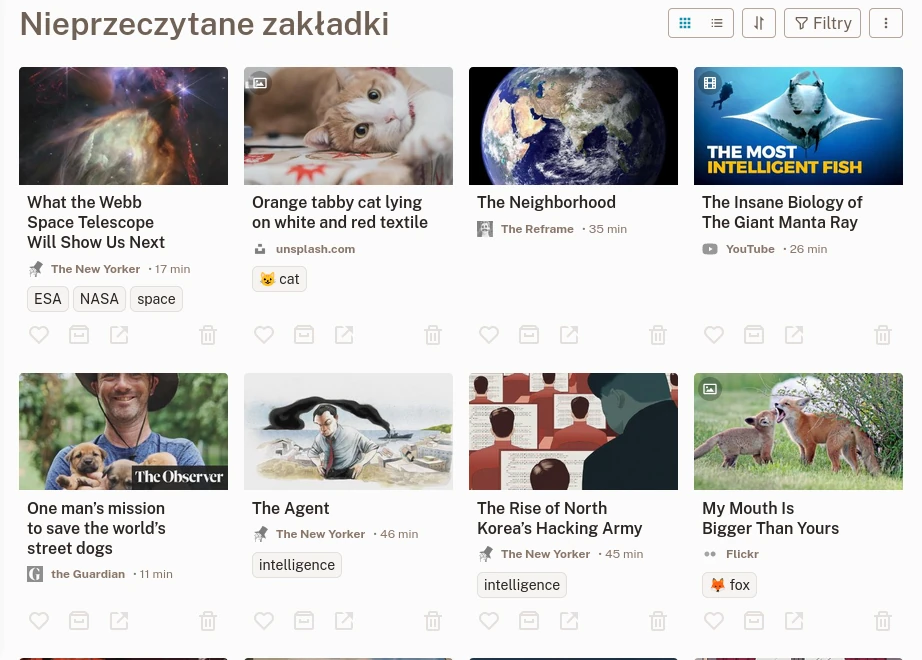 Nieprzeczytane zakładki
Filtry
THE MOST
INTELLIGENT FISH
What the Webb
Space Telescope
Will Show Us Next
The New Yorker • 17 min
ESA NASA space
Orange tabby cat lying
on white and red textile
unsplash.com
😺 cat
The Neighborhood
The Reframe • 35 min
The Insane Biology of
The Giant Manta Ray
YouTube • 26 min
The Observer
One man's mission
to save the world's
street dogs
the Guardian • 11 min
The Agent
The New Yorker • 46 min
intelligence
The Rise of North
Korea's Hacking Army
The New Yorker • 45 min
intelligence
My Mouth Is
Bigger Than Yours
Flickr
🦊 fox